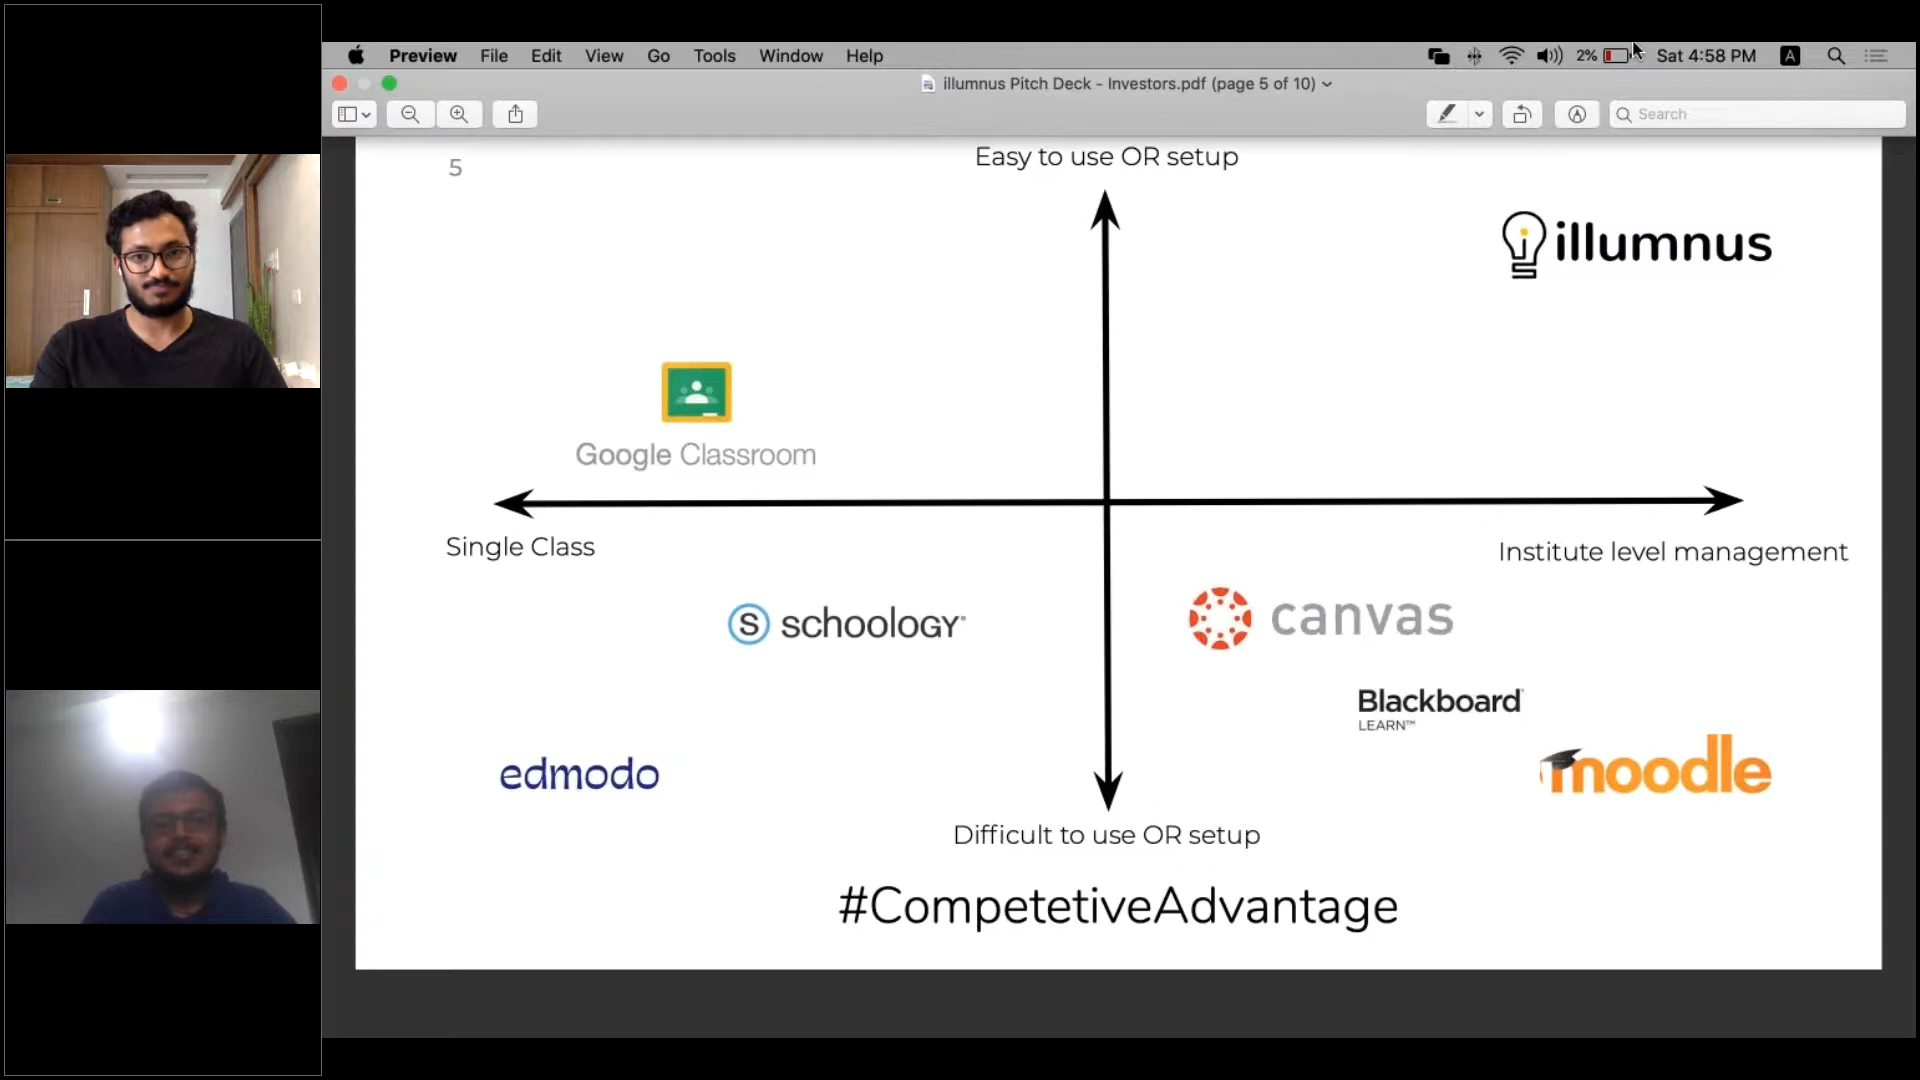 Preview File Edit View Go Tools Window Help 2% Sat 4:58 PM A
illumnus Pitch Deck - Investors.pdf (page 5 of 10)
Search
5
Easy to use OR setup
illumnus
Google Classroom
Single Class
Institute level management
S schoology®
canvas
Blackboard
LEARN™
edmodo
moodle
Difficult to use OR setup
#CompetetiveAdvantage